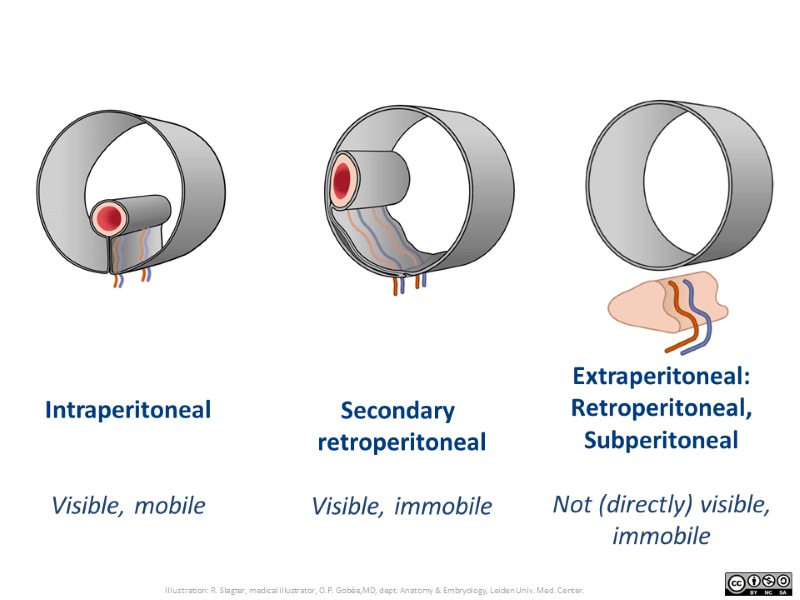 Intraperitoneal
Visible, mobile
Secondary
retroperitoneal
Visible, immobile
Extraperitoneal:
Retroperitoneal,
Subperitoneal
Not (directly) visible,
immobile
Illustration: R. Slagter, medical illustrator, O.P. Gobée,MD; dept. Anatomy & Embryology, Leiden Univ. Med. Center.
cc
BY NC SA